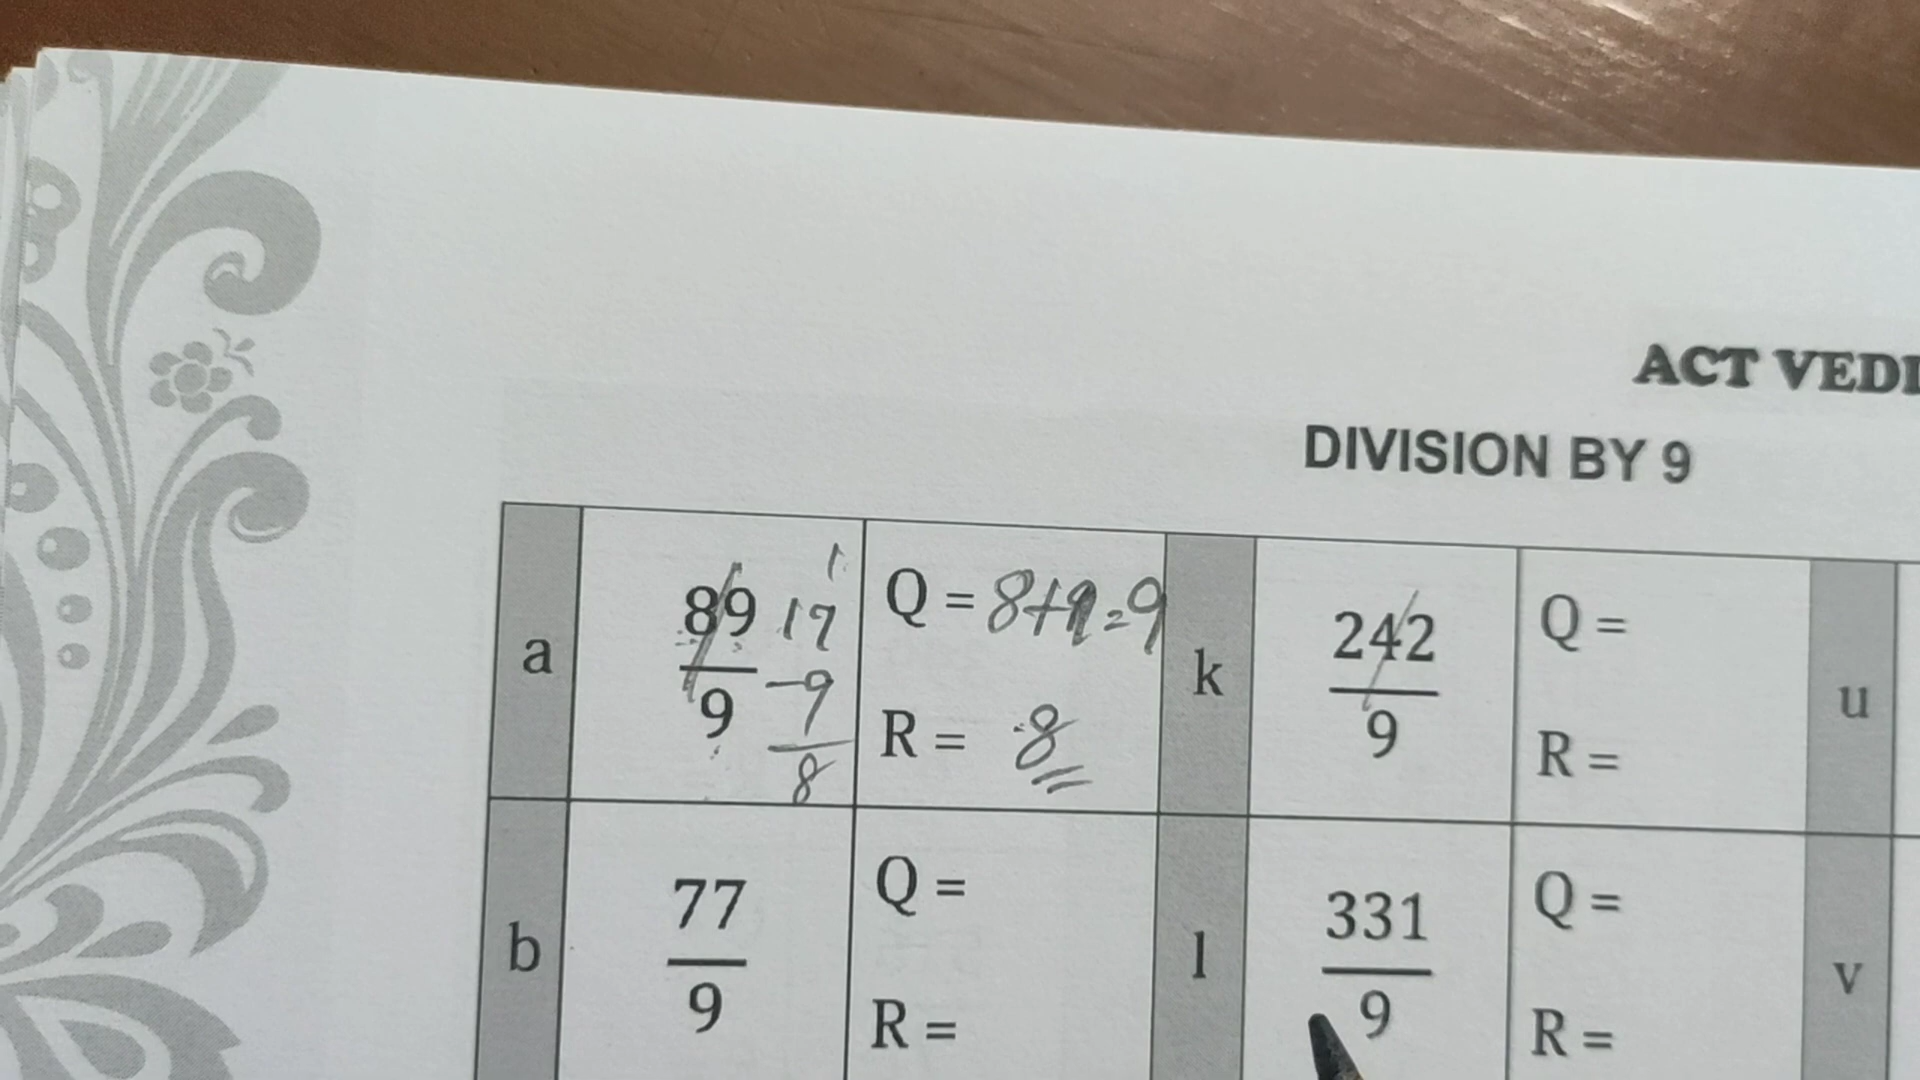 ACT VEDI
DIVISION BY 9
a
89
9
17
-9
8
1
Q = 8+1=9
R = 8
k
242
9
Q =
R =
u
b
77
9
Q =
R =
l
331
9
Q =
R =
v